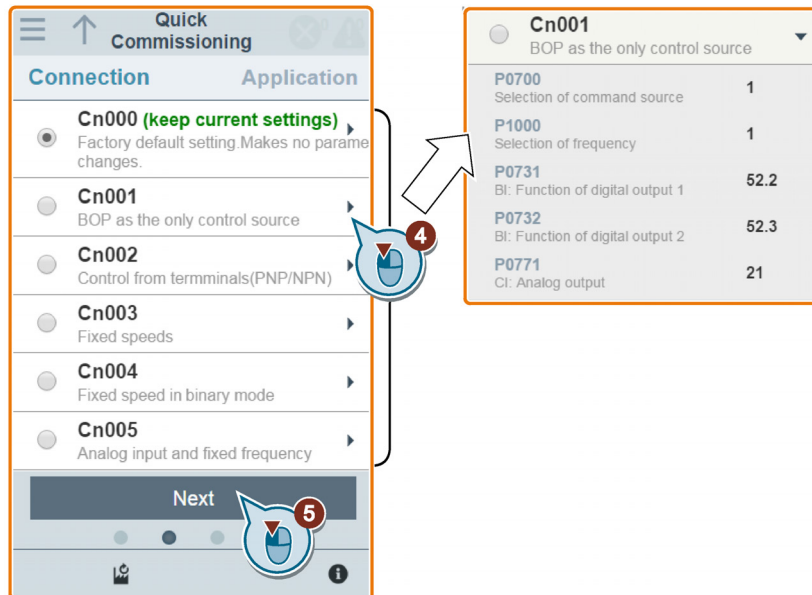 Quick
Commissioning
Connection
Application
Cn000 (keep current settings)
Factory default setting.Makes no parame
changes.
Cn001
BOP as the only control source
Cn002
Control from termminals(PNP/NPN)
Cn003
Fixed speeds
Cn004
Fixed speed in binary mode
Cn005
Analog input and fixed frequency
Next
4
5
Cn001
BOP as the only control source
P0700
Selection of command source
1
P1000
Selection of frequency
1
P0731
BI: Function of digital output 1
52.2
P0732
BI: Function of digital output 2
52.3
P0771
CI: Analog output
21